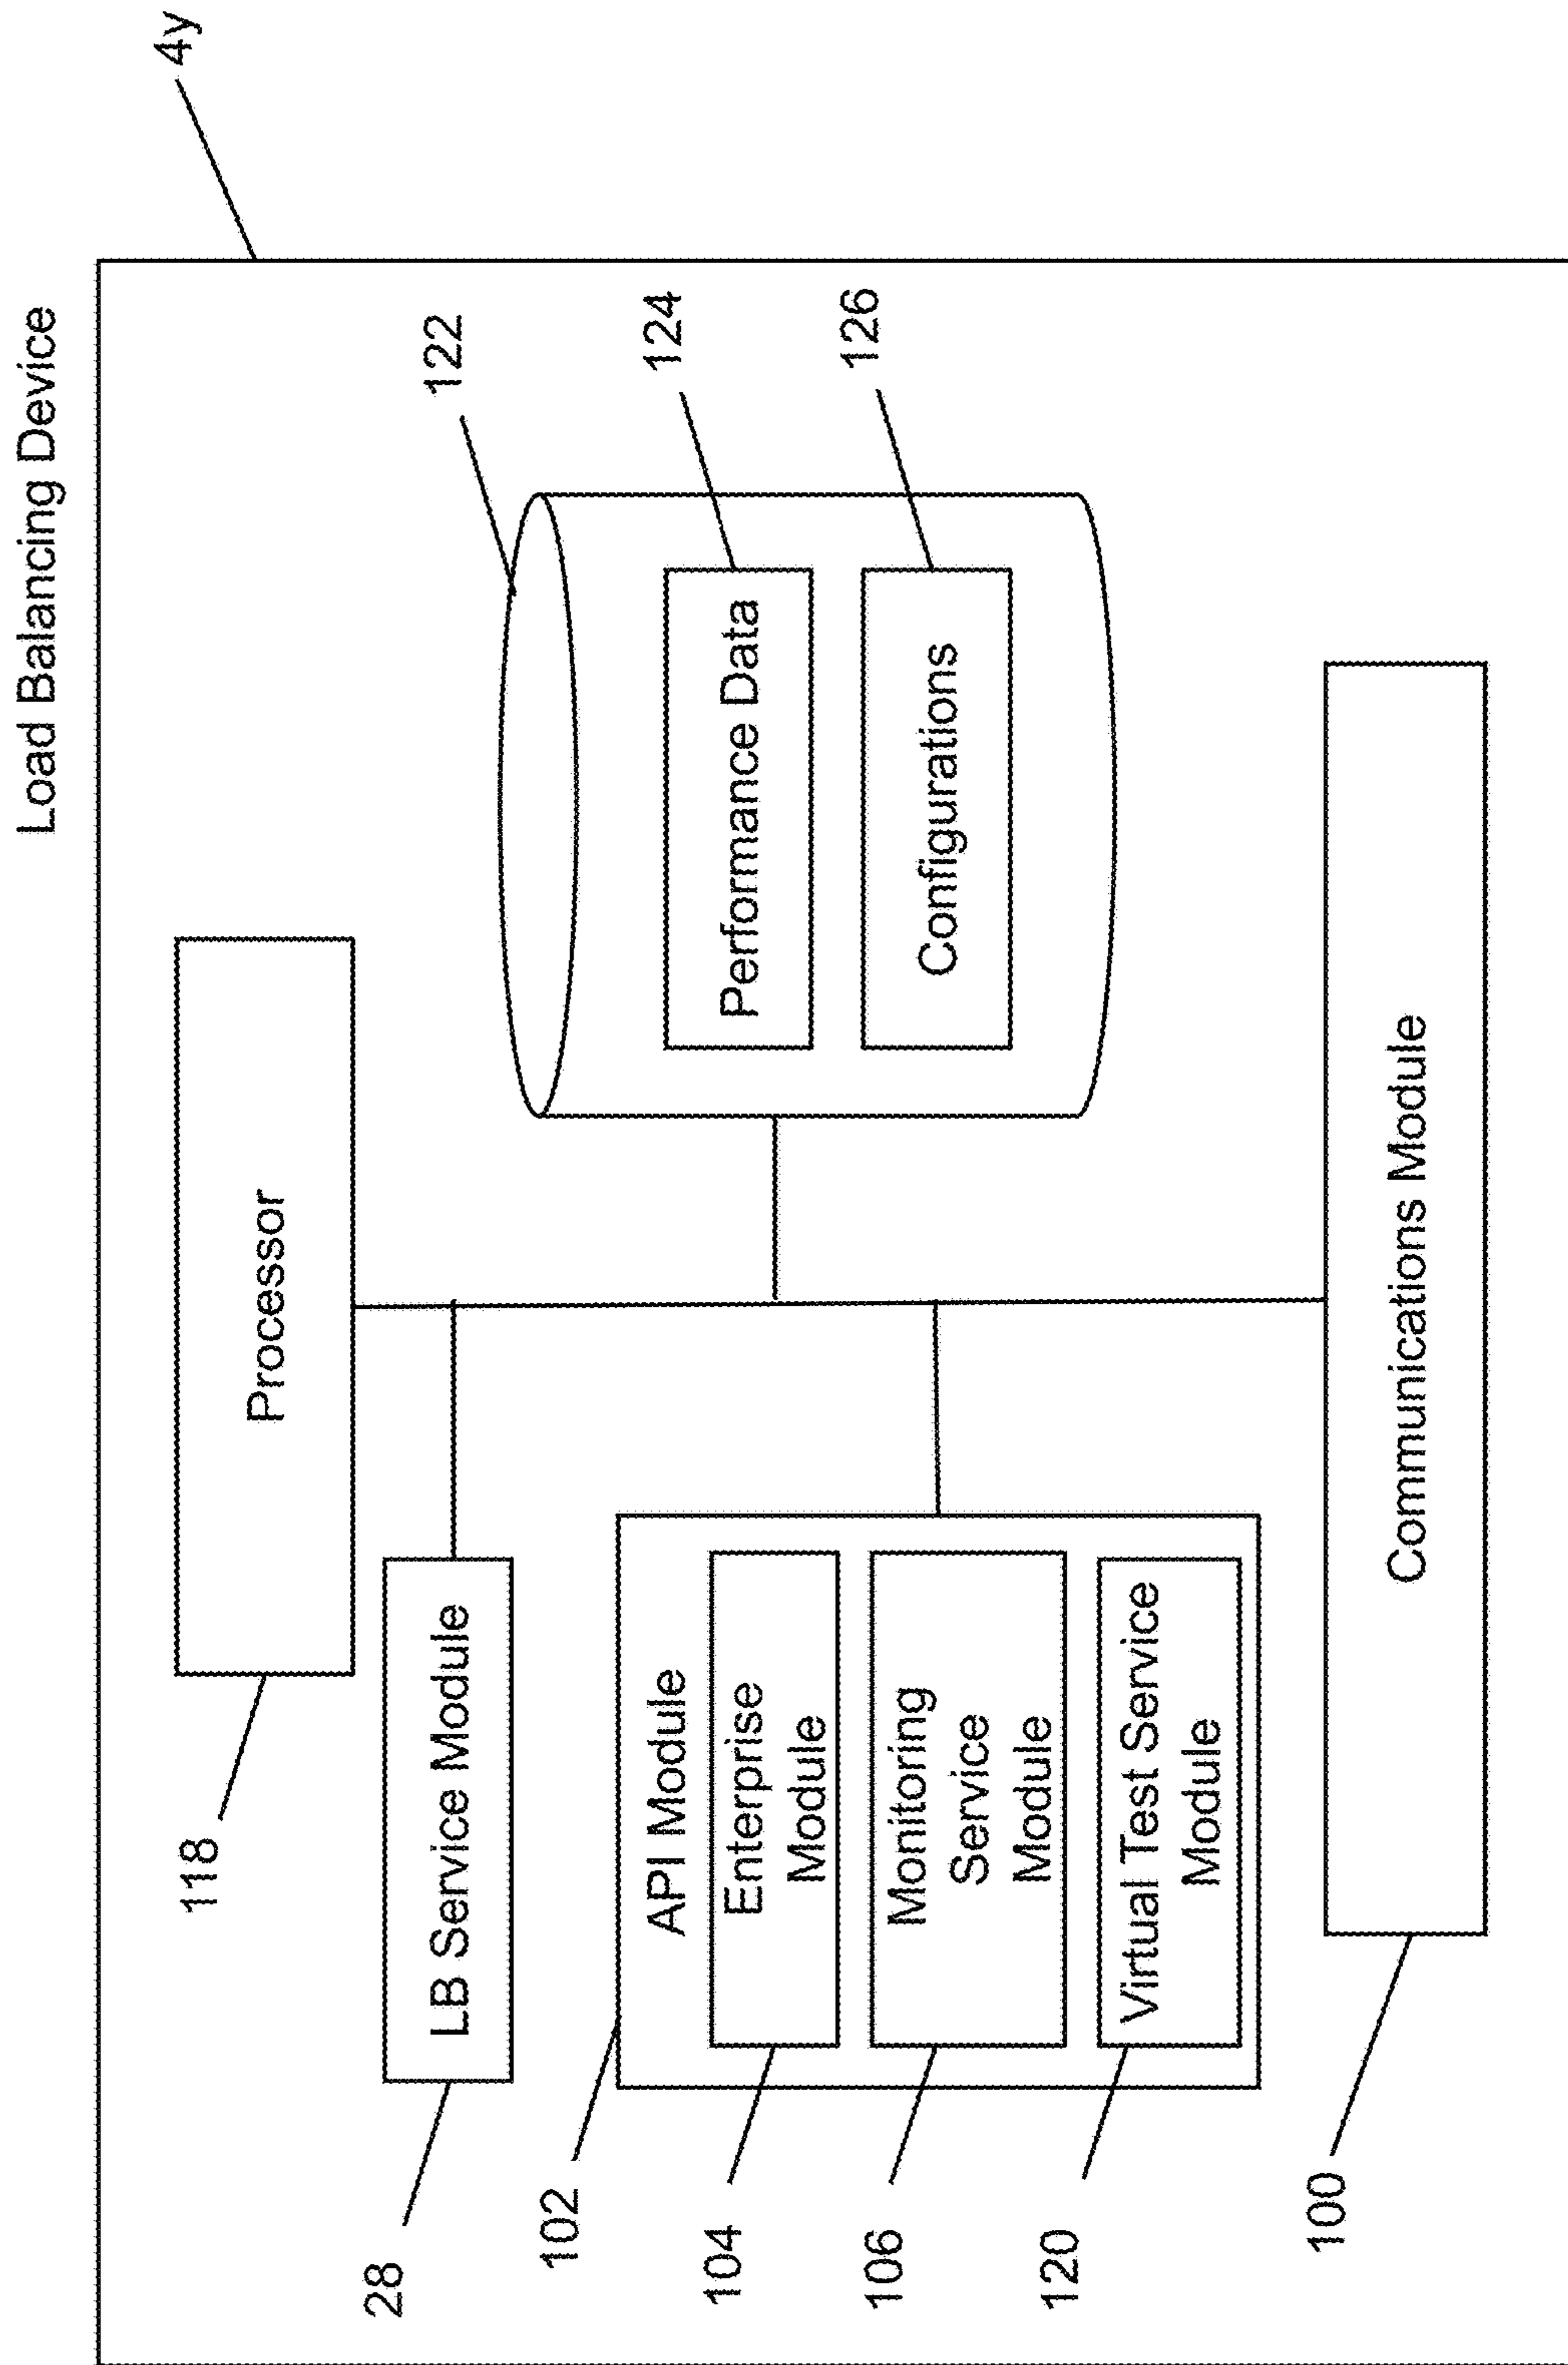 Load Balancing Device
4y
Processor
118
LB Service Module
28
122
Performance Data
124
Configurations
126
API Module
102
Enterprise
Module
104
Monitoring
Service
Module
106
Virtual Test Service
Module
120
Communications Module
100